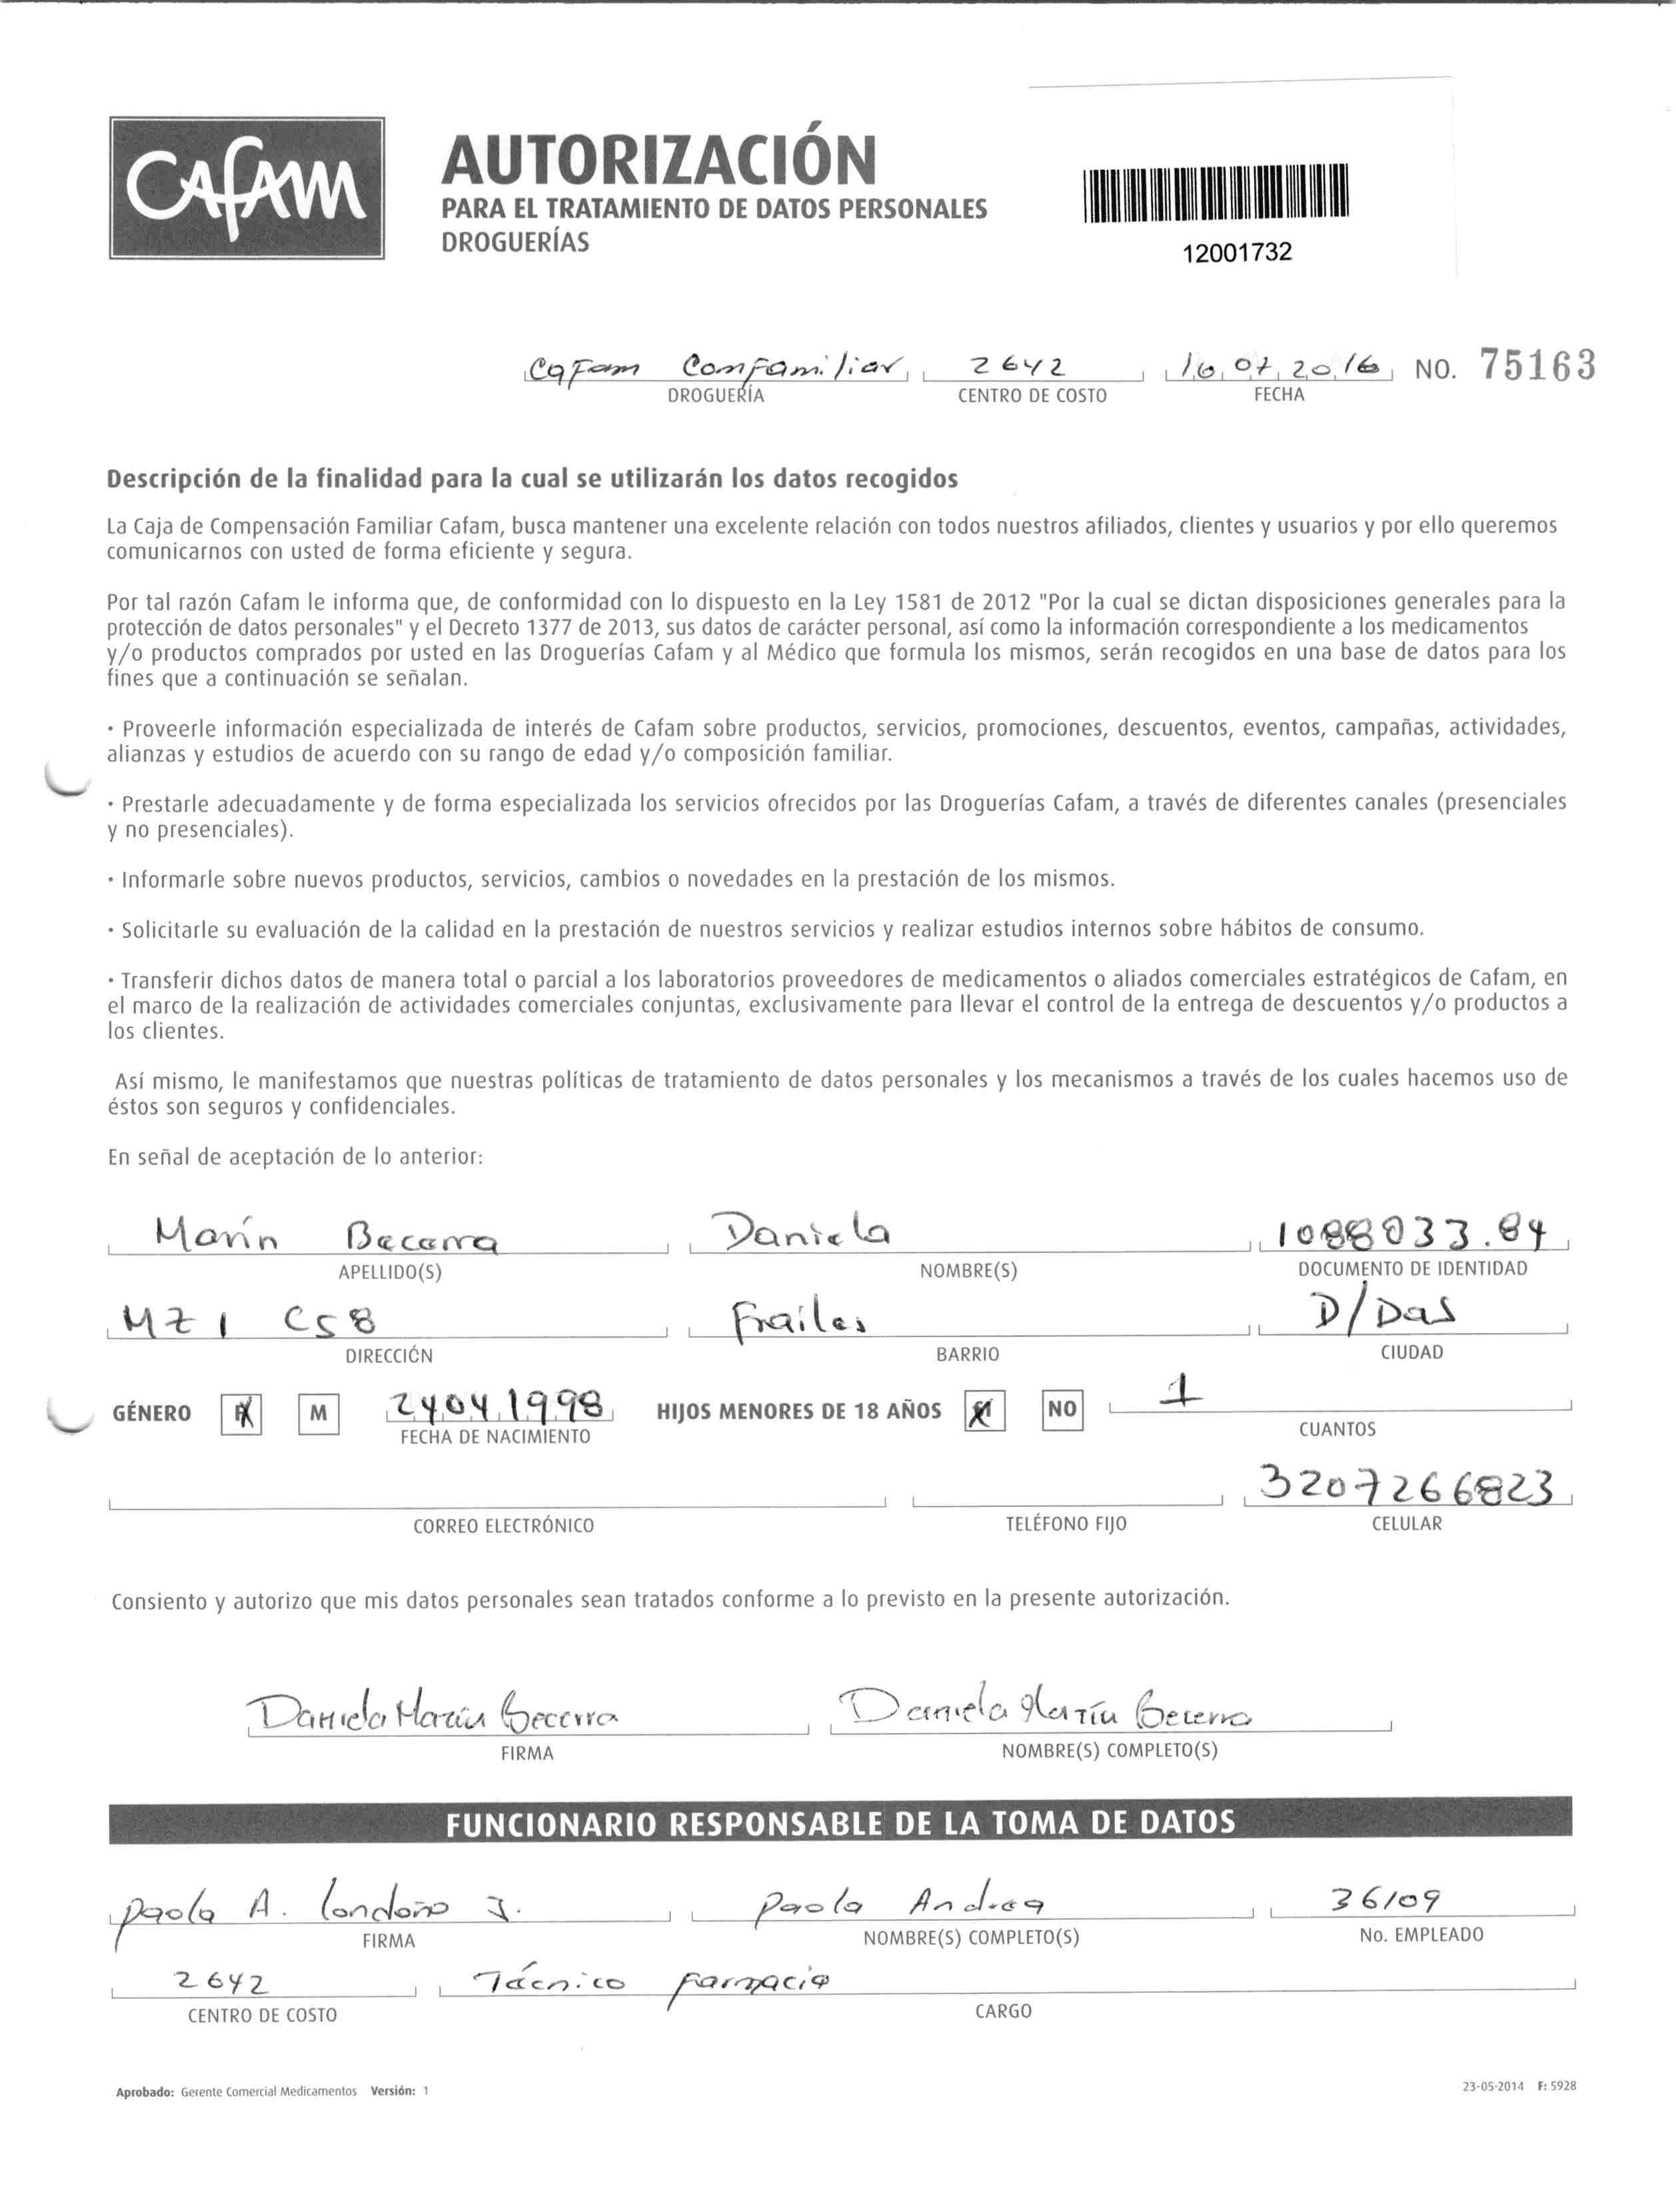 CAFAM
AUTORIZACIÓN
PARA EL TRATAMIENTO DE DATOS PERSONALES
DROGUERÍAS
12001732
Cafam Comfamiliar 2642 16 07 2016 NO. 75163
DROGUERÍA CENTRO DE COSTO FECHA
Descripción de la finalidad para la cual se utilizarán los datos recogidos
La Caja de Compensación Familiar Cafam, busca mantener una excelente relación con todos nuestros afiliados, clientes y usuarios y por ello queremos
comunicarnos con usted de forma eficiente y segura.
Por tal razón Cafam le informa que, de conformidad con lo dispuesto en la Ley 1581 de 2012 "Por la cual se dictan disposiciones generales para la
protección de datos personales" y el Decreto 1377 de 2013, sus datos de carácter personal, así como la información correspondiente a los medicamentos
y/o productos comprados por usted en las Droguerías Cafam y al Médico que formula los mismos, serán recogidos en una base de datos para los
fines que a continuación se señalan.
· Proveerle información especializada de interés de Cafam sobre productos, servicios, promociones, descuentos, eventos, campañas, actividades,
alianzas y estudios de acuerdo con su rango de edad y/o composición familiar.
· Prestarle adecuadamente y de forma especializada los servicios ofrecidos por las Droguerías Cafam, a través de diferentes canales (presenciales
y no presenciales).
· Informarle sobre nuevos productos, servicios, cambios o novedades en la prestación de los mismos.
· Solicitarle su evaluación de la calidad en la prestación de nuestros servicios y realizar estudios internos sobre hábitos de consumo.
· Transferir dichos datos de manera total o parcial a los laboratorios proveedores de medicamentos o aliados comerciales estratégicos de Cafam, en
el marco de la realización de actividades comerciales conjuntas, exclusivamente para llevar el control de la entrega de descuentos y/o productos a
los clientes.
Así mismo, le manifestamos que nuestras políticas de tratamiento de datos personales y los mecanismos a través de los cuales hacemos uso de
éstos son seguros y confidenciales.
En señal de aceptación de lo anterior:
Marín Becerra Daniela 1088033.84
APELLIDO(S) NOMBRE(S) DOCUMENTO DE IDENTIDAD
Mz 1 Cs 8 Frailes D/Das
DIRECCIÓN BARRIO CIUDAD
GÉNERO F M 24 04 1998 HIJOS MENORES DE 18 AÑOS SI NO 1
FECHA DE NACIMIENTO CUANTOS
3207266823
CORREO ELECTRÓNICO TELÉFONO FIJO CELULAR
Consiento y autorizo que mis datos personales sean tratados conforme a lo previsto en la presente autorización.
Daniela Marín Becerra Daniela Marín Becerra
FIRMA NOMBRE(S) COMPLETO(S)
FUNCIONARIO RESPONSABLE DE LA TOMA DE DATOS
Paola A. Londoño J. Paola Andrea 36109
FIRMA NOMBRE(S) COMPLETO(S) No. EMPLEADO
2642 Técnico Farmacia
CENTRO DE COSTO CARGO
Aprobado: Gerente Comercial Medicamentos Versión: 1 23-05-2014 F: 5928